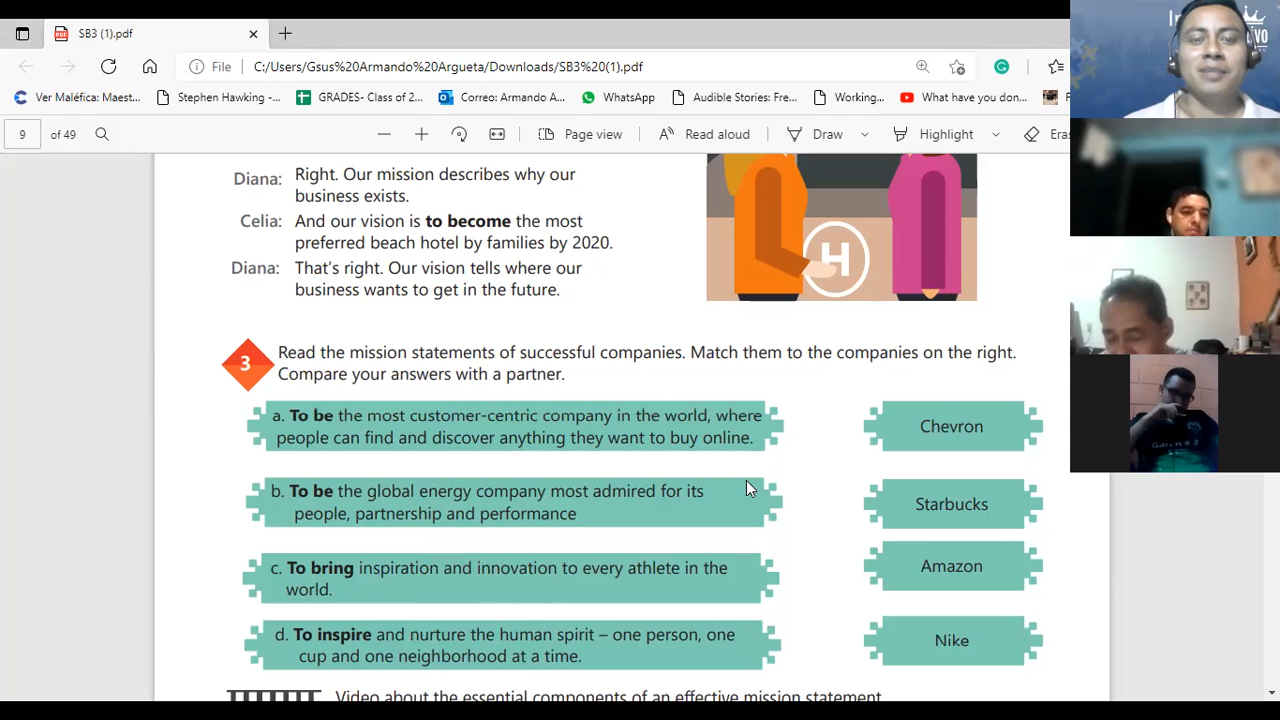 SB3 (1).pdf
In
VO
File
C:/Users/Gsus%20Armando%20Argueta/Downloads/SB3%20(1).pdf
Ver Maléfica: Maest...
Stephen Hawking -...
GRADES- Class of 2...
Correo: Armando A...
WhatsApp
Audible Stories: Fre...
Working...
What have you don...
F
9
of 49
Page view
Read aloud
Draw
Highlight
Eras
Diana:
Right. Our mission describes why our
business exists.
Celia:
And our vision is to become the most
preferred beach hotel by families by 2020.
Diana:
That's right. Our vision tells where our
business wants to get in the future.
H
3
Read the mission statements of successful companies. Match them to the companies on the right.
Compare your answers with a partner.
a. To be the most customer-centric company in the world, where
people can find and discover anything they want to buy online.
Chevron
b. To be the global energy company most admired for its
people, partnership and performance
Starbucks
c. To bring inspiration and innovation to every athlete in the
world.
Amazon
d. To inspire and nurture the human spirit – one person, one
cup and one neighborhood at a time.
Nike
Video about the essential components of an effective mission statement